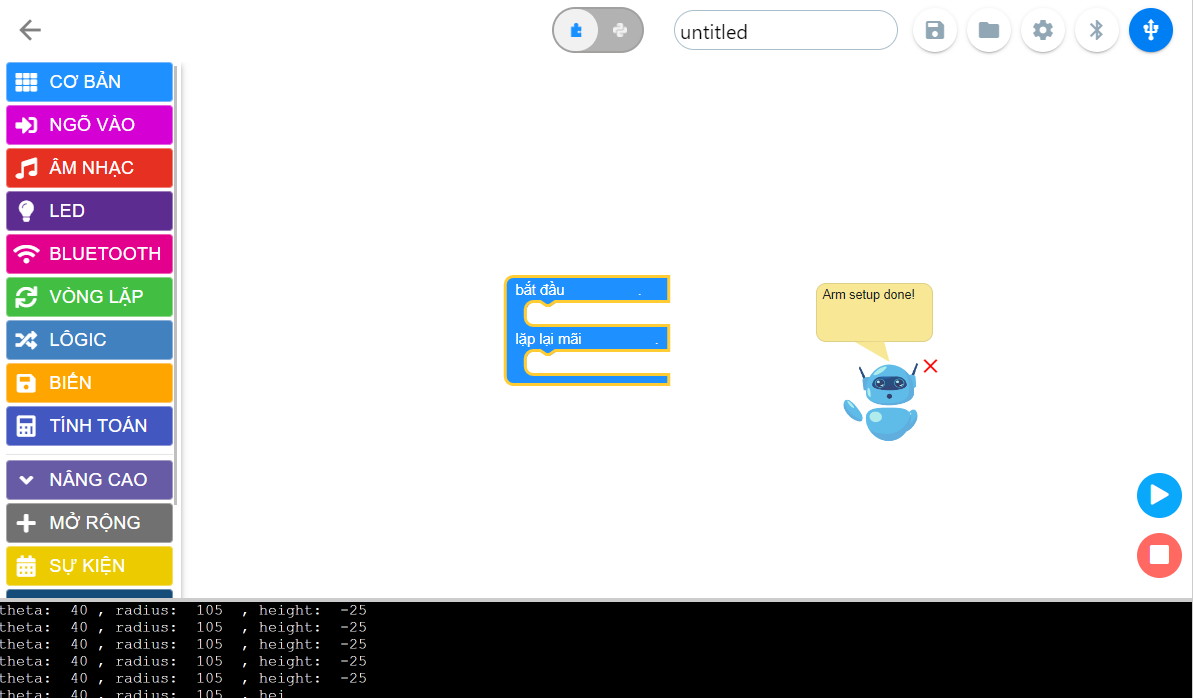 untitled
CƠ BẢN
NGÕ VÀO
ÂM NHẠC
LED
BLUETOOTH
VÒNG LẶP
LÔGIC
BIẾN
TÍNH TOÁN
NÂNG CAO
MỞ RỘNG
SỰ KIỆN
bắt đầu .
lặp lại mãi .
Arm setup done!
theta: 40 , radius: 105 , height: -25
theta: 40 , radius: 105 , height: -25
theta: 40 , radius: 105 , height: -25
theta: 40 , radius: 105 , height: -25
theta: 40 , radius: 105 , height: -25
theta: 40 , radius: 105 , hei